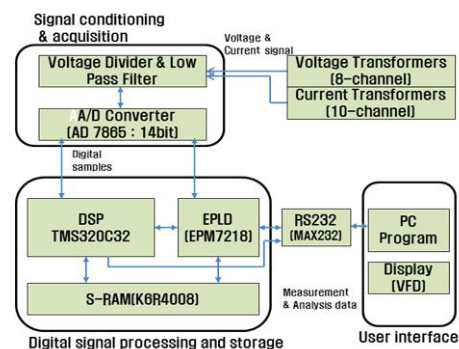 Signal conditioning
& acquisition
Voltage &
Current signal
Voltage Divider & Low
Pass Filter
Voltage Transformers
(8-channel)
Current Transformers
(10-channel)
A/D Converter
(AD 7865 : 14bit)
Digital
samples
DSP
TMS320C32
EPLD
(EPM7218)
RS232
(MAX232)
PC
Program
Display
(VFD)
S-RAM(K6R4008)
Measurement
& Analysis data
User interface
Digital signal processing and storage